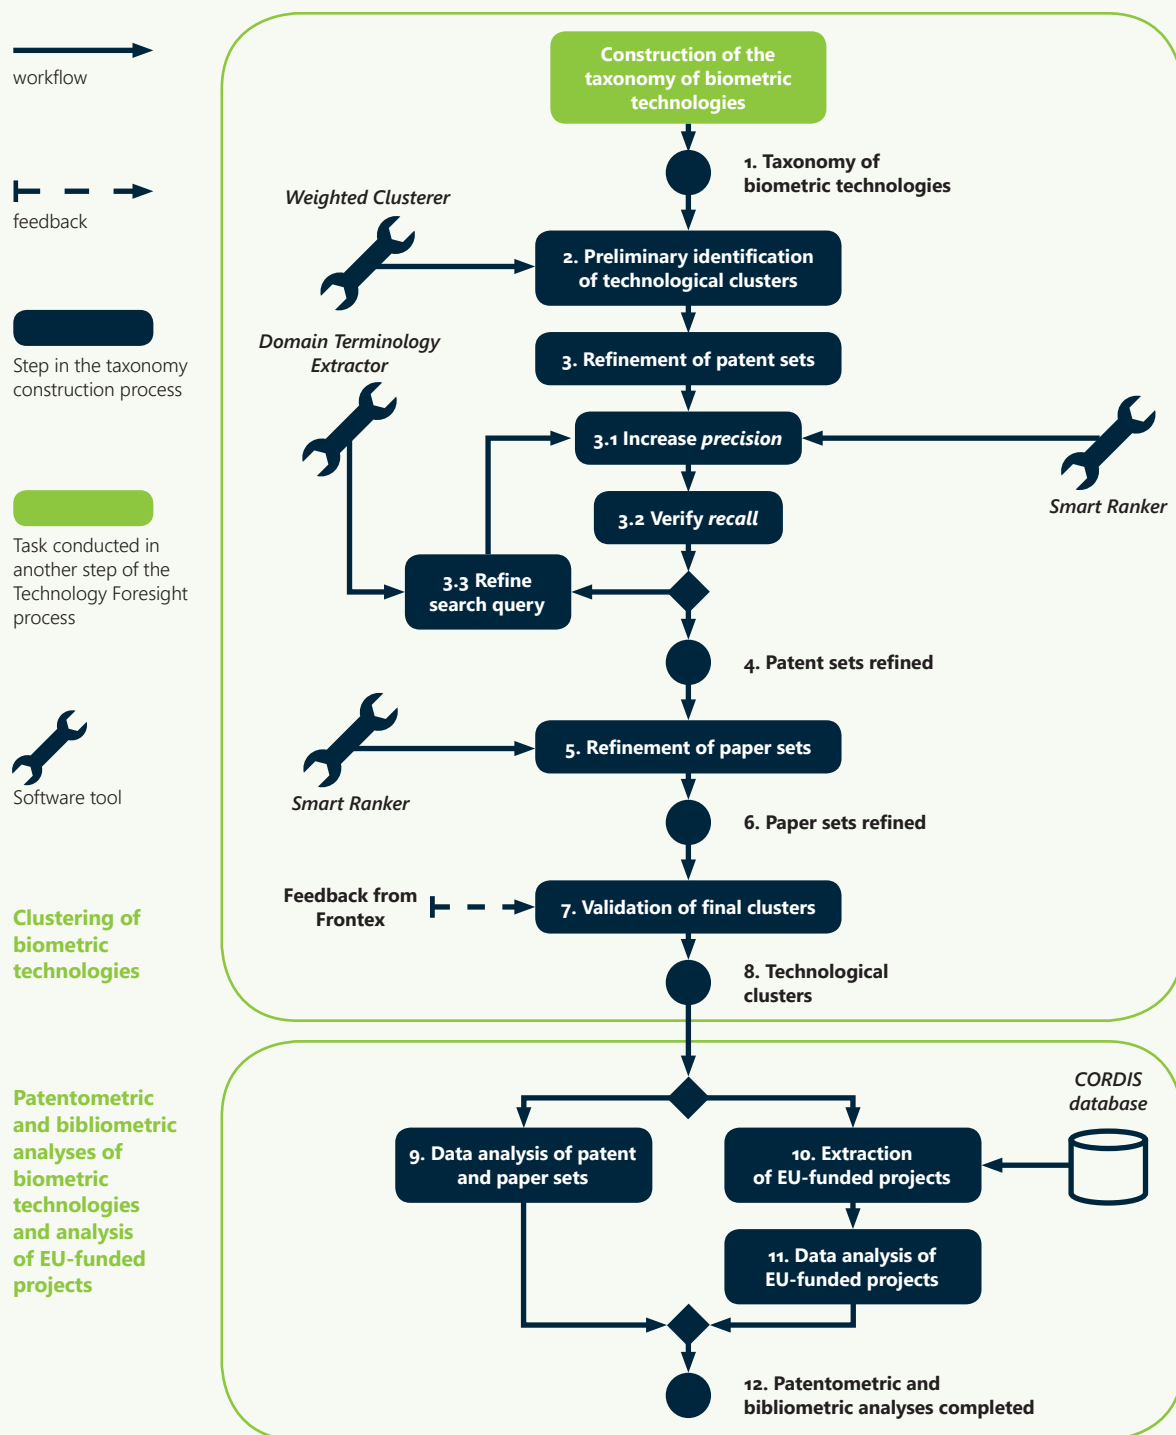 workflow
feedback
Step in the taxonomy
construction process
Task conducted in
another step of the
Technology Foresight
process
Software tool
Clustering of
biometric
technologies
Construction of the
taxonomy of biometric
technologies
1. Taxonomy of
biometric technologies
Weighted Clusterer
2. Preliminary identification
of technological clusters
Domain Terminology
Extractor
3. Refinement of patent sets
3.1 Increase precision
Smart Ranker
3.2 Verify recall
3.3 Refine
search query
4. Patent sets refined
5. Refinement of paper sets
Smart Ranker
6. Paper sets refined
Feedback from
Frontex
7. Validation of final clusters
8. Technological
clusters
Patentometric
and bibliometric
analyses of
biometric
technologies
and analysis
of EU-funded
projects
CORDIS
database
9. Data analysis of patent
and paper sets
10. Extraction
of EU-funded projects
11. Data analysis of
EU-funded projects
12. Patentometric and
bibliometric analyses completed